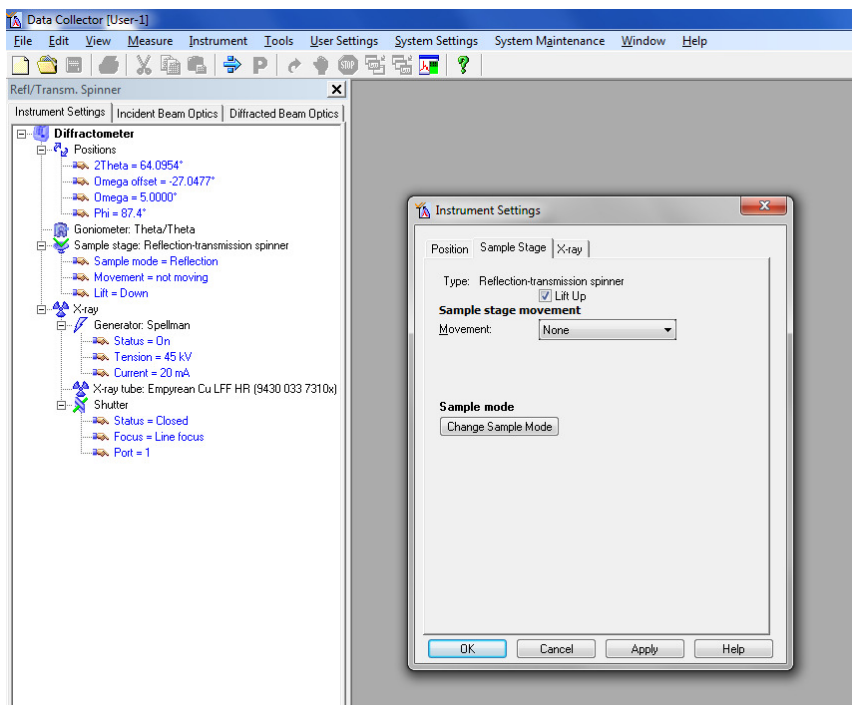 Data Collector [User-1]
File Edit View Measure Instrument Tools User Settings System Settings System Maintenance Window Help
P STOP ?
Refl/Transm. Spinner
Instrument Settings Incident Beam Optics Diffracted Beam Optics
Diffractometer
Positions
2Theta = 64.0954°
Omega offset = -27.0477°
Omega = 5.0000°
Phi = 87.4°
Goniometer: Theta/Theta
Sample stage: Reflection-transmission spinner
Sample mode = Reflection
Movement = not moving
Lift = Down
X-ray
Generator: Spellman
Status = On
Tension = 45 kV
Current = 20 mA
X-ray tube: Empyrean Cu LFF HR (9430 033 7310x)
Shutter
Status = Closed
Focus = Line focus
Port = 1
Instrument Settings
Position Sample Stage X-ray
Type: Reflection-transmission spinner
Lift Up
Sample stage movement
Movement: None
Sample mode
Change Sample Mode
OK Cancel Apply Help